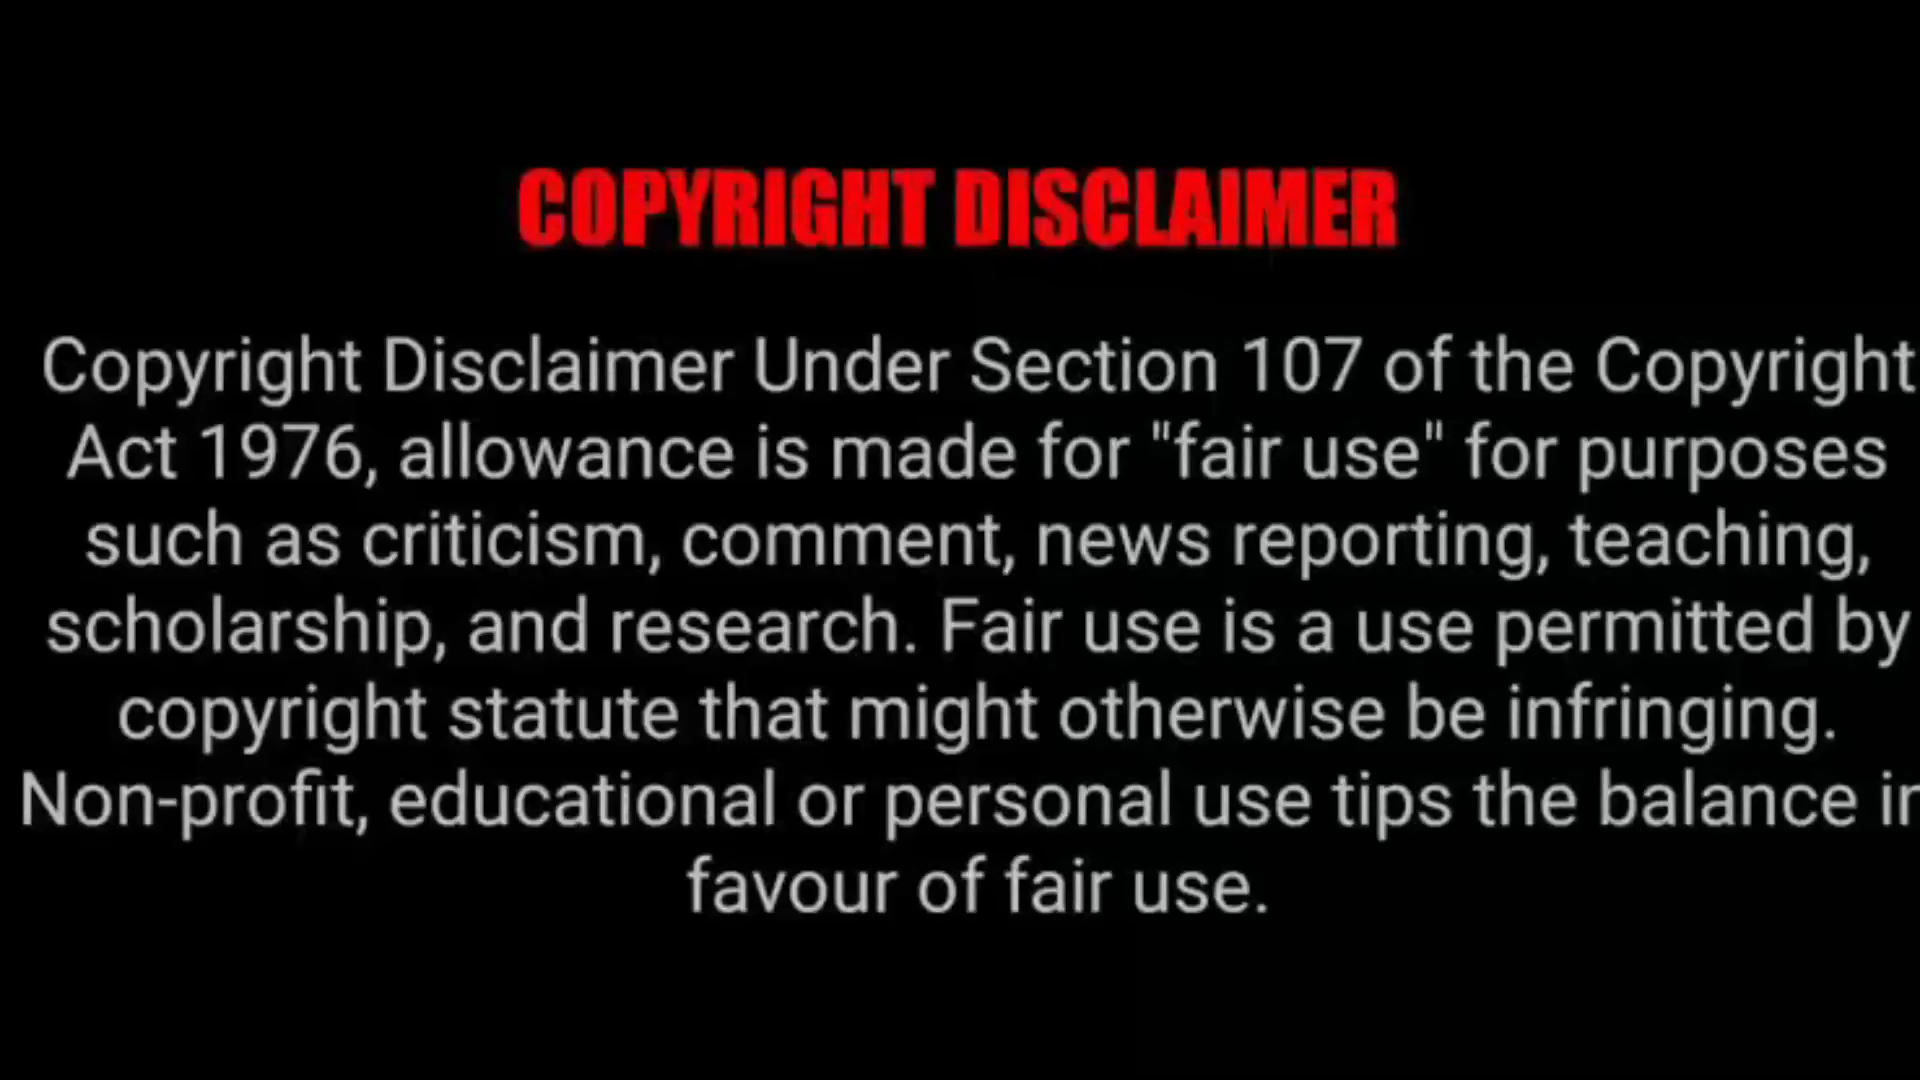 COPYRIGHT DISCLAIMER
Copyright Disclaimer Under Section 107 of the Copyright
Act 1976, allowance is made for "fair use" for purposes
such as criticism, comment, news reporting, teaching,
scholarship, and research. Fair use is a use permitted by
copyright statute that might otherwise be infringing.
Non-profit, educational or personal use tips the balance in
favour of fair use.